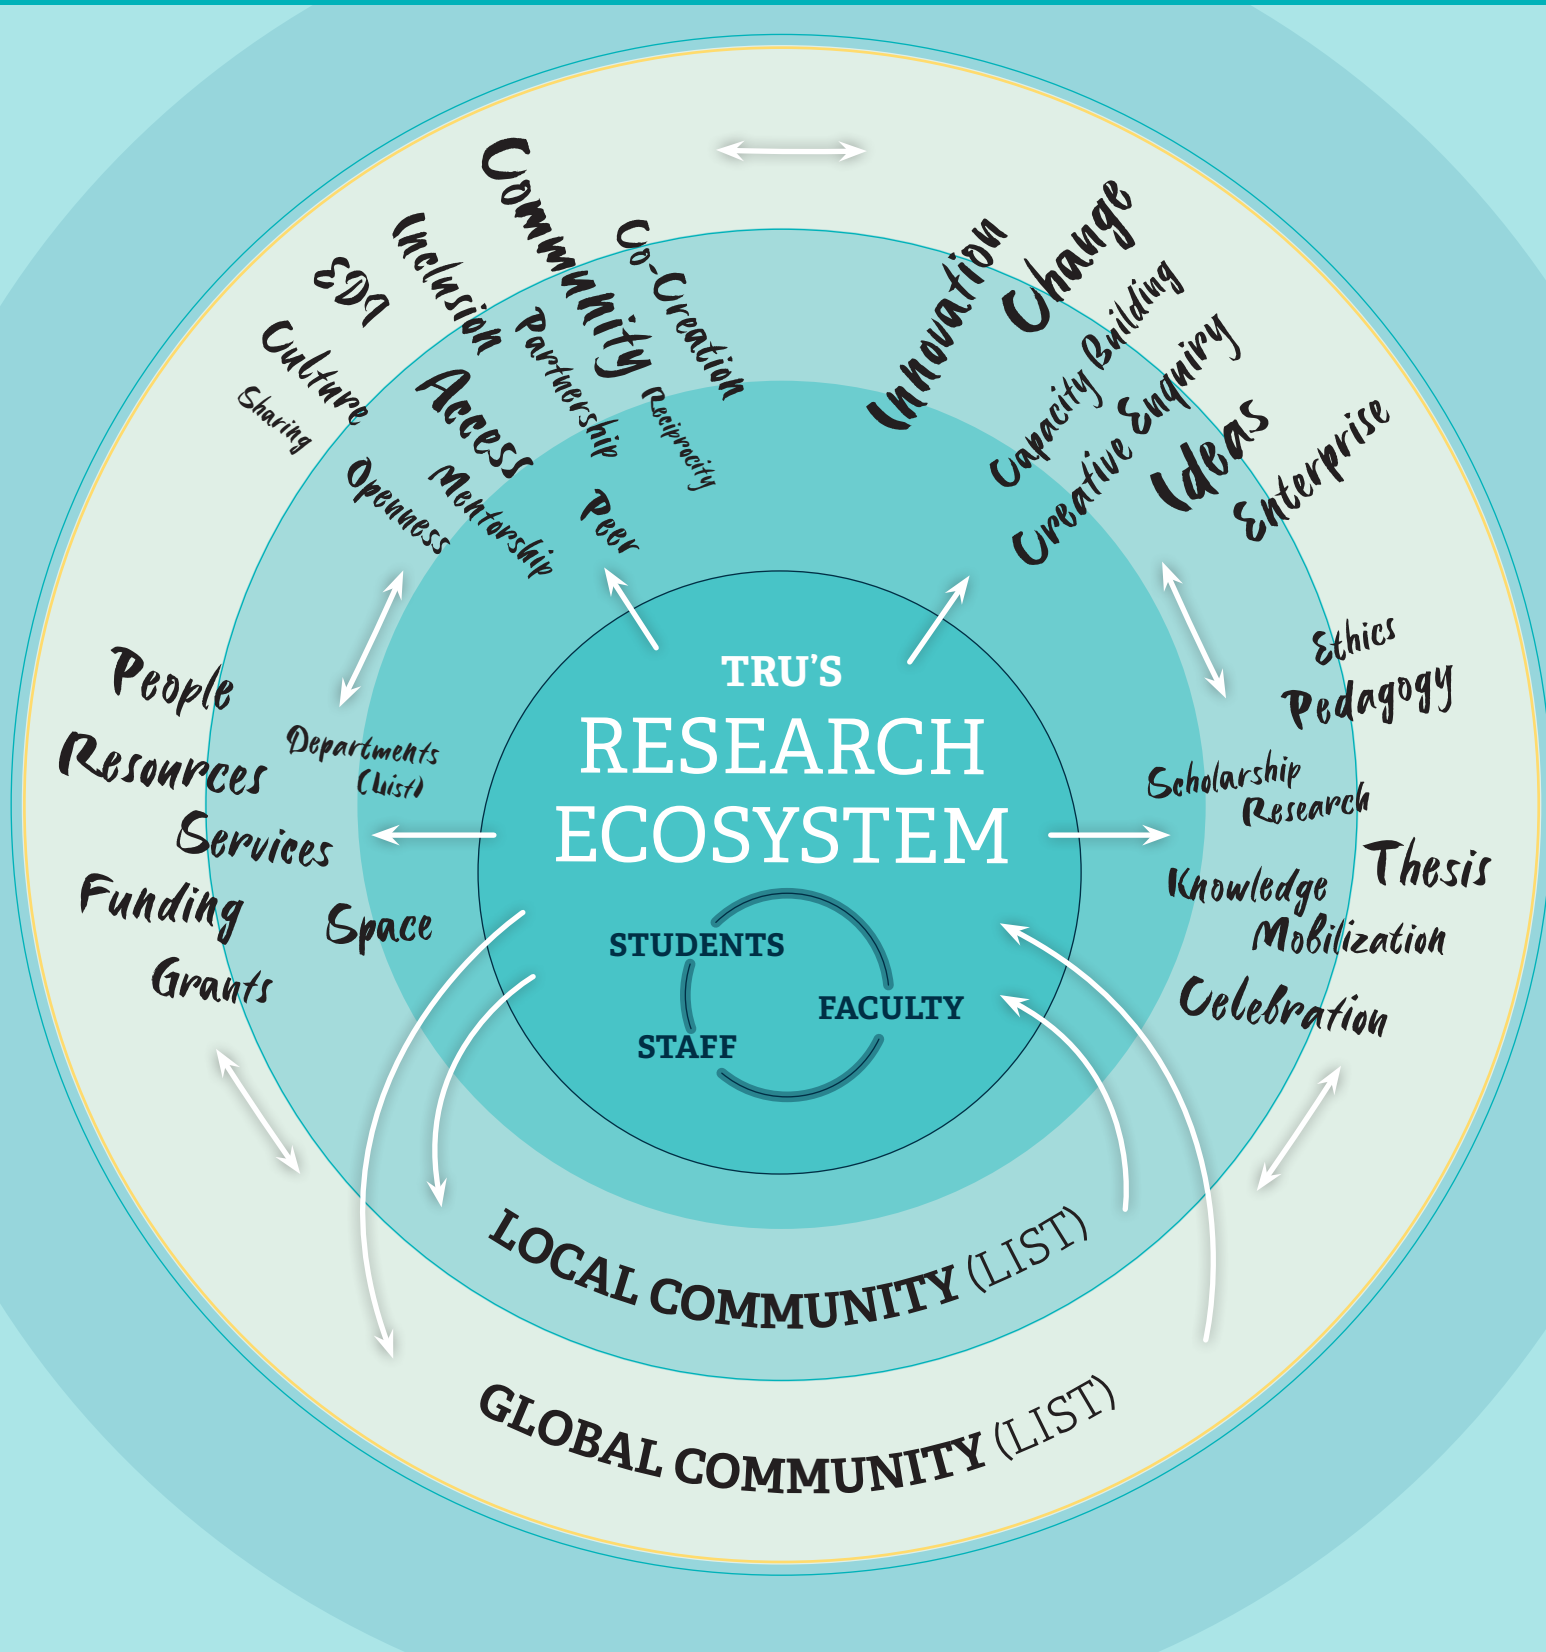 Community
Co-Creation
Inclusion
EDI
Culture
Sharing
Partnership
Access
Reciprocity
Openness
Mentorship
Peer
Innovation
Change
Capacity Building
Creative Enquiry
Ideas
Enterprise
People
Resources
Departments
(List)
Services
Funding
Space
Grants
TRU'S
RESEARCH
ECOSYSTEM
STUDENTS
FACULTY
STAFF
Ethics
Pedagogy
Scholarship
Research
Thesis
Knowledge
Mobilization
Celebration
LOCAL COMMUNITY (LIST)
GLOBAL COMMUNITY (LIST)